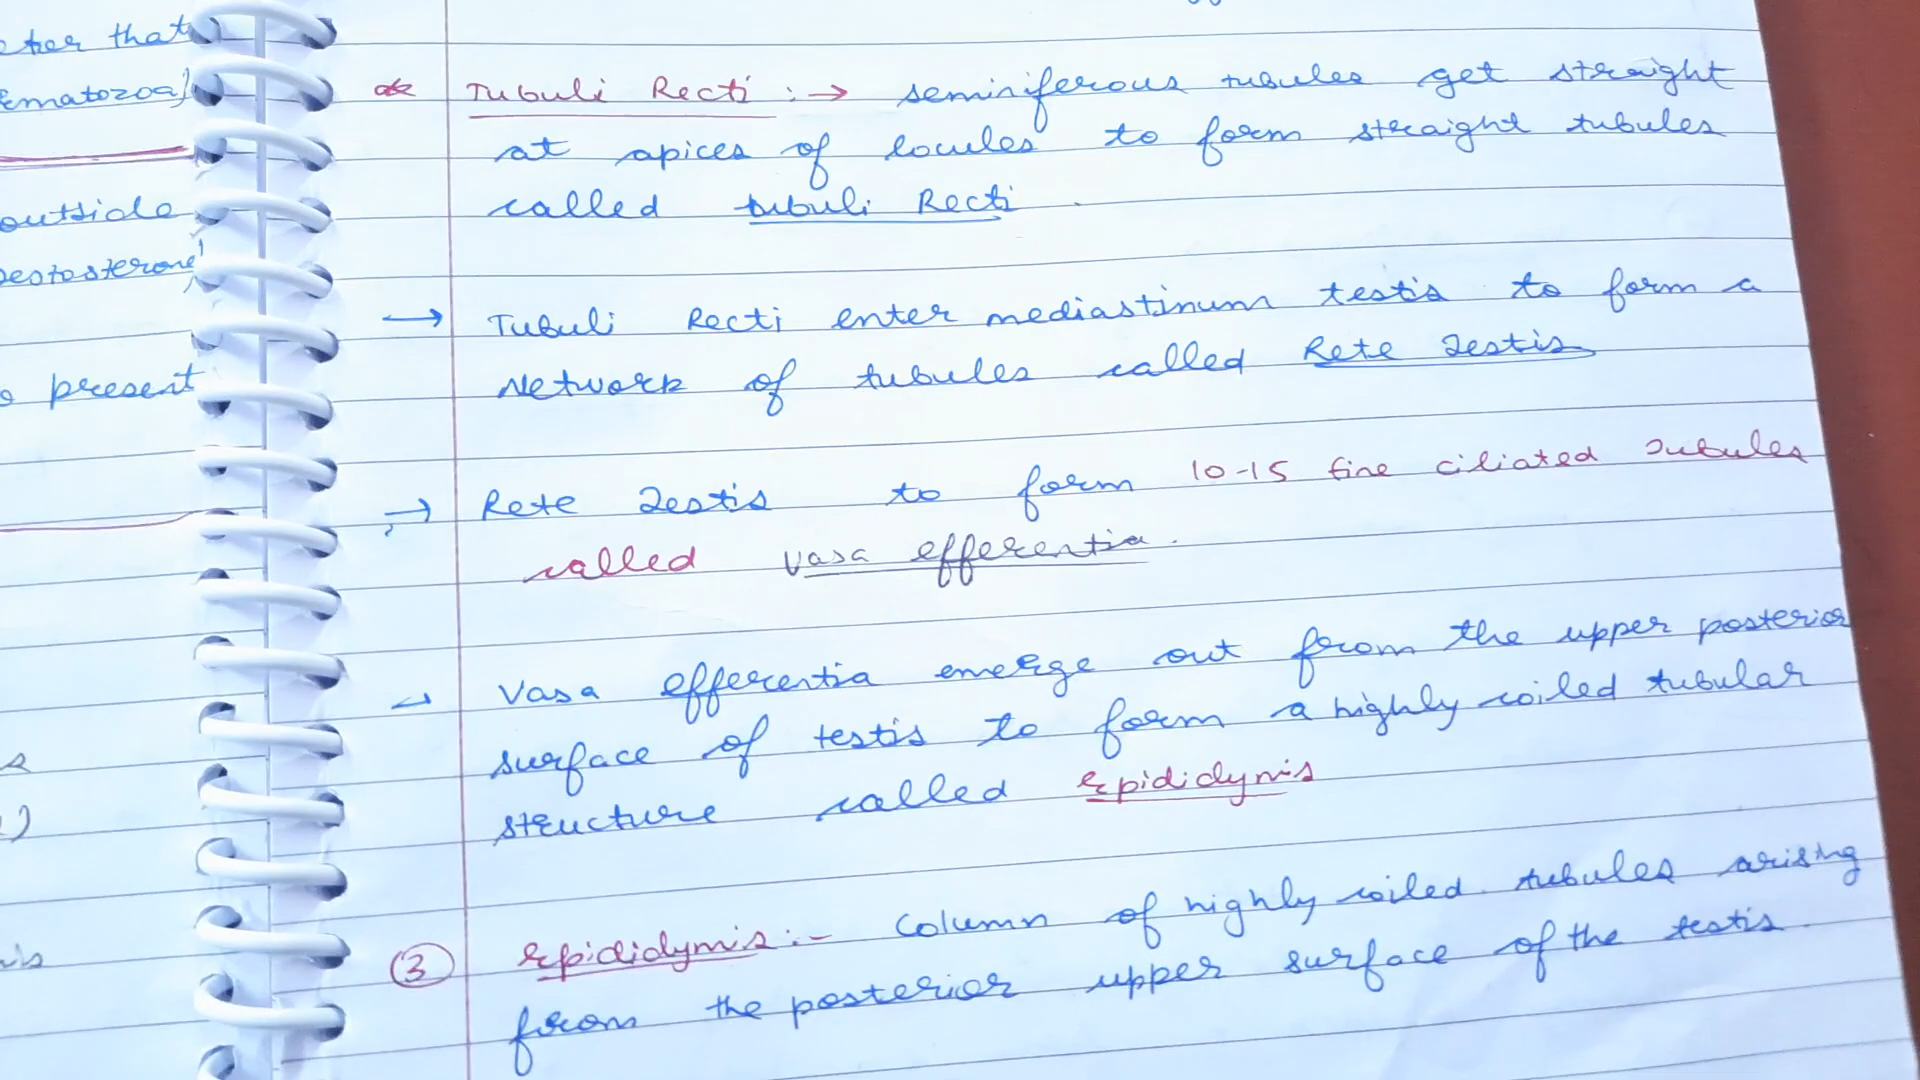 eter that
ematozoa)
outside
testosterone'
present
* Tubuli Recti :→ seminiferous tubules get straight
at apices of locules to form straight tubules
called tubuli Recti
→ Tubuli Recti enter mediastinum testis to form a
Network of tubules called Rete Testis
→ Rete Testis to form 10-15 fine ciliated Tubules
called vasa efferentia.
→ Vasa efferentia emerge out from the upper posterior
surface of testis to form a highly coiled tubular
structure called Epididymis
③ Epididymis :- Column of highly coiled tubules arising
from the posterior upper surface of the testis.